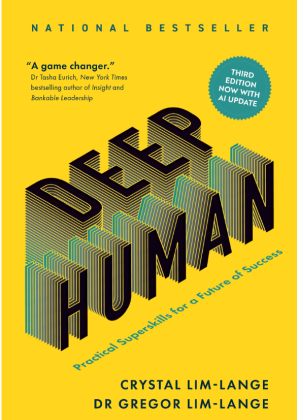 NATIONAL BESTSELLER
“A game changer.”
Dr Tasha Eurich, New York Times
bestselling author of Insight and
Bankable Leadership
THIRD
EDITION
NOW WITH
AI UPDATE
DEEP
HUMAN
Practical Superskills for a Future of Success
CRYSTAL LIM-LANGE
DR GREGOR LIM-LANGE